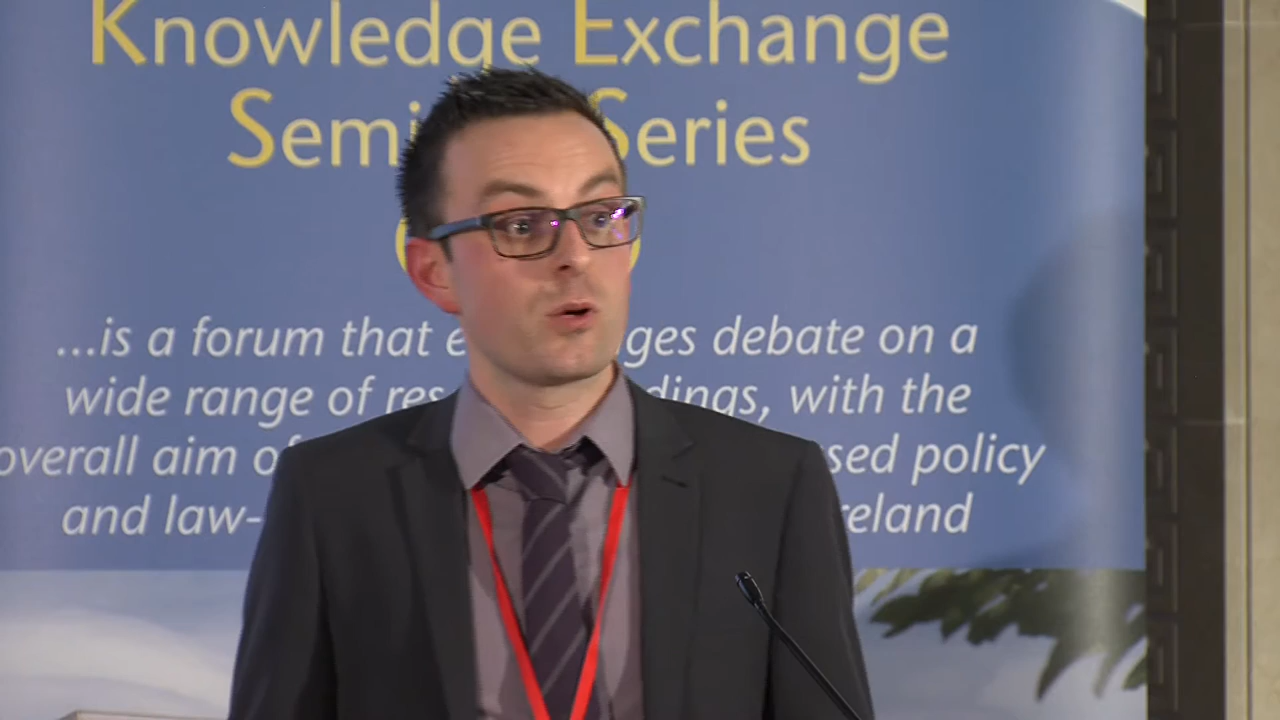 Knowledge Exchange
Semi Series
...is a forum that e ges debate on a
wide range of res dings, with the
overall aim of sed policy
and law- reland